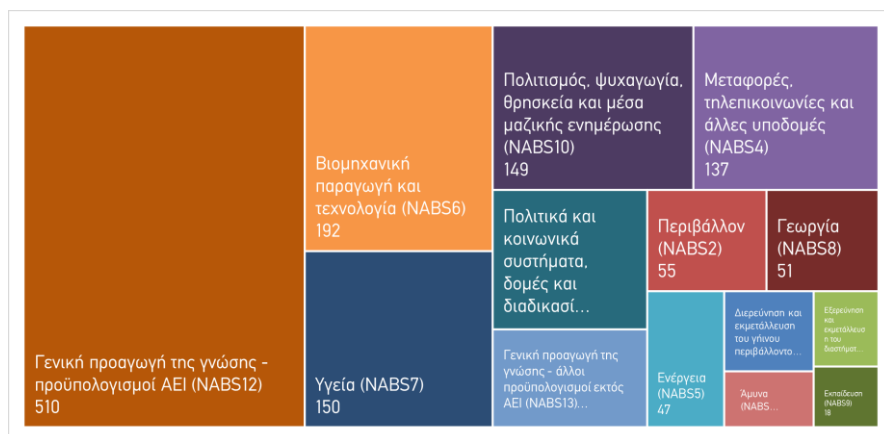 Γενική προαγωγή της γνώσης -
προϋπολογισμοί ΑΕΙ (NABS12)
510
Βιομηχανική
παραγωγή και
τεχνολογία (NABS6)
192
Υγεία (NABS7)
150
Πολιτισμός, ψυχαγωγία,
θρησκεία και μέσα
μαζικής ενημέρωσης
(NABS10)
149
Μεταφορές,
τηλεπικοινωνίες και
άλλες υποδομές
(NABS4)
137
Πολιτικά και
κοινωνικά
συστήματα,
δομές και
διαδικασί...
Γενική προαγωγή της
γνώσης - άλλοι
προϋπολογισμοί εκτός
ΑΕΙ (NABS13)...
Περιβάλλον
(NABS2)
55
Γεωργία
(NABS8)
51
Ενέργεια
(NABS5)
47
Διερεύνηση και
εκμετάλλευση
του γήινου
περιβάλλοντο...
Άμυνα
(NABS...
Εξερεύνηση
και
εκμετάλλευσ
η του
διαστήματ...
Εκπαίδευση
(NABS9)
18